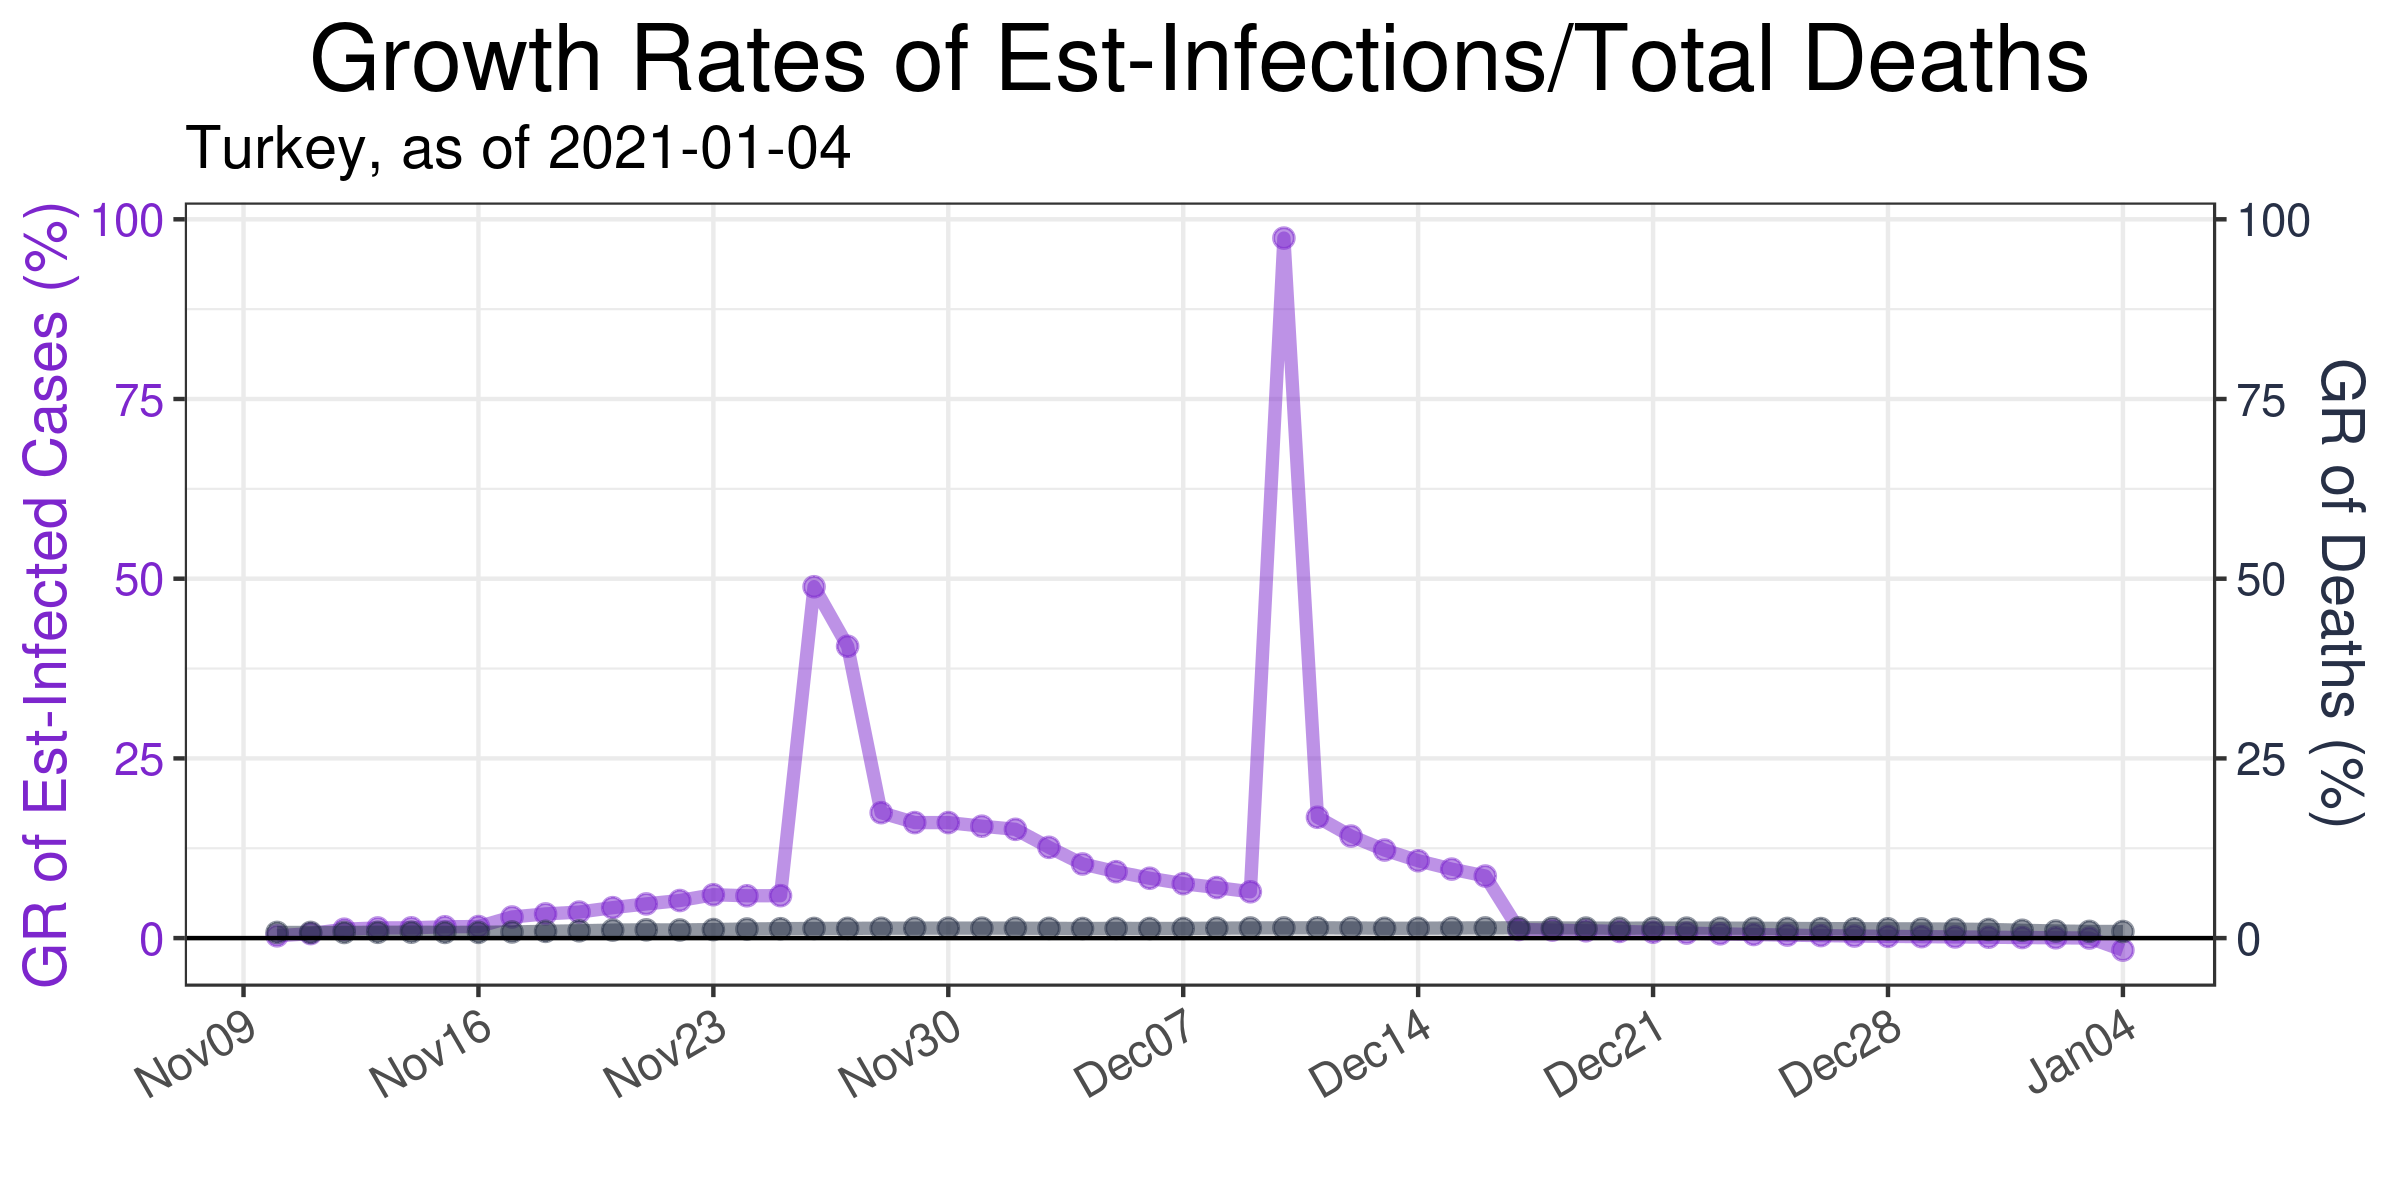 Growth Rates of Est-Infections/Total Deaths
Turkey, as of 2021-01-04
GR of Est-Infected Cases (%)
100
75
50
25
0
100
75
50
25
0
GR of Deaths (%)
Nov09
Nov16
Nov23
Nov30
Dec07
Dec14
Dec21
Dec28
Jan04